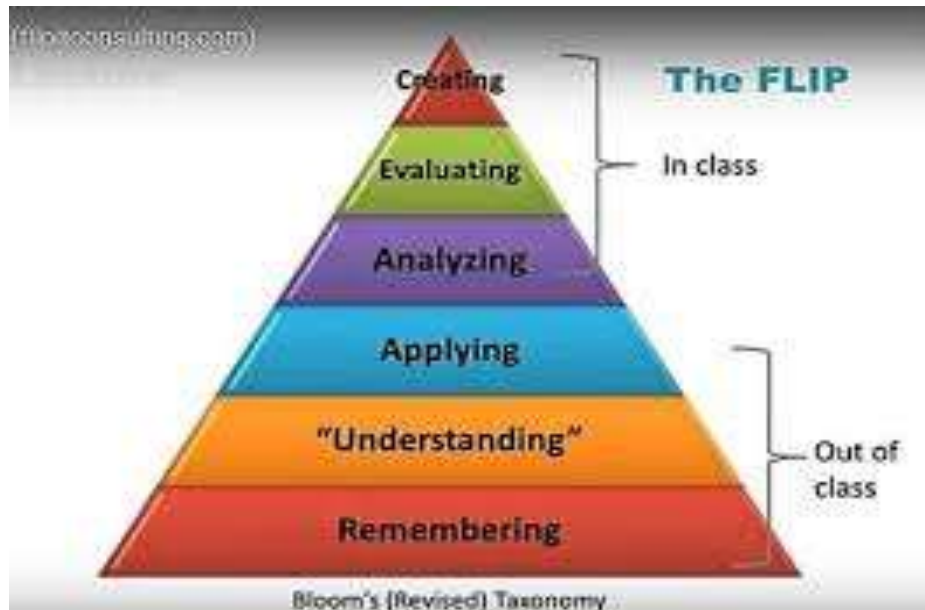 Creating
The FLIP
Evaluating
In class
Analyzing
Applying
“Understanding”
Out of
class
Remembering
Bloom's (Revised) Taxonomy